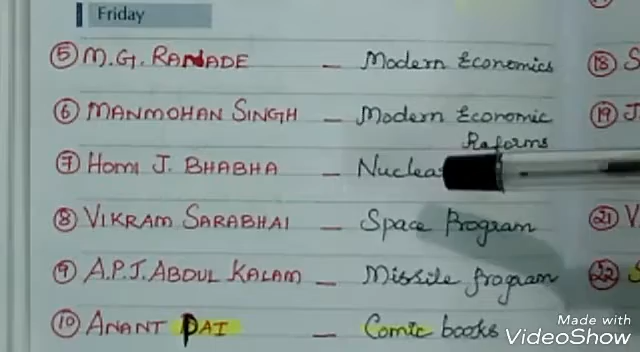 Friday
⑤ M.G. RANADE – Modern Economics
⑥ MANMOHAN SINGH – Modern Economic
Reforms
⑦ HOMI J. BHABHA – Nuclea
⑧ VIKRAM SARABHAI – Space Program
⑨ A.P.J. ABDUL KALAM – Missile program
⑩ ANANT PAI – Comic books
⑱ S
⑲ J.
㉑ V
㉒ S
Made with
VideoShow